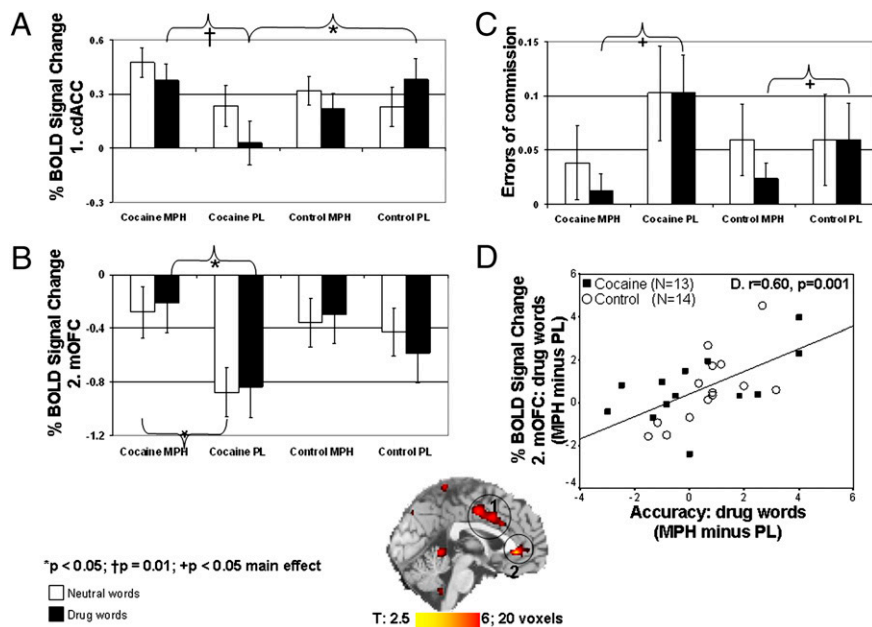 A
% BOLD Signal Change
1. cdACC
0.6
0.3
0
-0.3
†
*
Cocaine MPH
Cocaine PL
Control MPH
Control PL
B
% BOLD Signal Change
2. mOFC
0
-0.4
-0.8
-1.2
*
*
Cocaine MPH
Cocaine PL
Control MPH
Control PL
C
Errors of commission
0.15
0.1
0.05
0
+
+
Cocaine MPH
Cocaine PL
Control MPH
Control PL
D
% BOLD Signal Change
2. mOFC: drug words
(MPH minus PL)
6
4
2
0
-2
-4
Cocaine (N=13)
Control (N=14)
D. r=0.60, p=0.001
-4
-2
0
2
4
6
Accuracy: drug words
(MPH minus PL)
1
2
*p < 0.05; †p = 0.01; +p < 0.05 main effect
Neutral words
Drug words
T: 2.5
6; 20 voxels